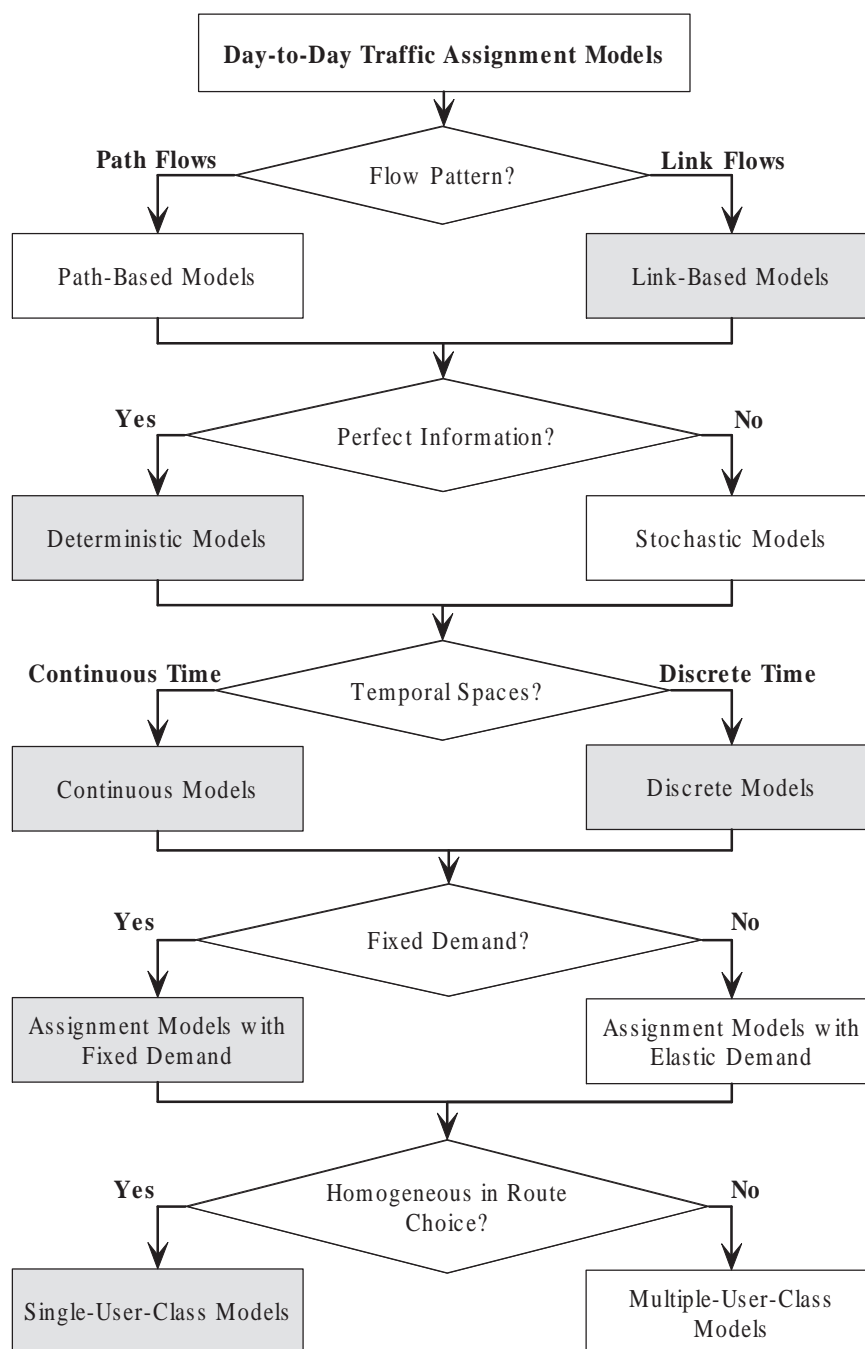 Day-to-Day Traffic Assignment Models
Path Flows
Link Flows
Flow Pattern?
Path-Based Models
Link-Based Models
Yes
No
Perfect Information?
Deterministic Models
Stochastic Models
Continuous Time
Discrete Time
Temporal Spaces?
Continuous Models
Discrete Models
Yes
No
Fixed Demand?
Assignment Models with
Fixed Demand
Assignment Models with
Elastic Demand
Yes
No
Homogeneous in Route
Choice?
Single-User-Class Models
Multiple-User-Class
Models